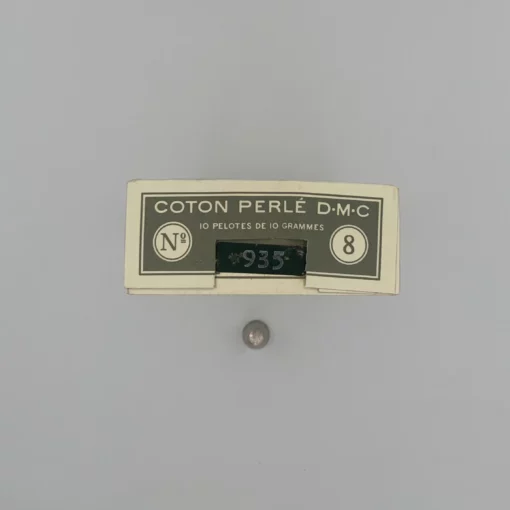 COTON PERLÉ D·M·C
10 PELOTES DE 10 GRAMMES
Nº 935 8